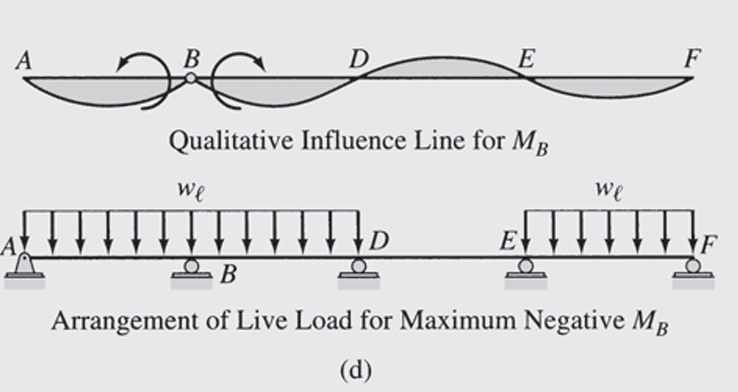 A B D E F
Qualitative Influence Line for M_B
w_ℓ w_ℓ
A B D E F
Arrangement of Live Load for Maximum Negative M_B
(d)